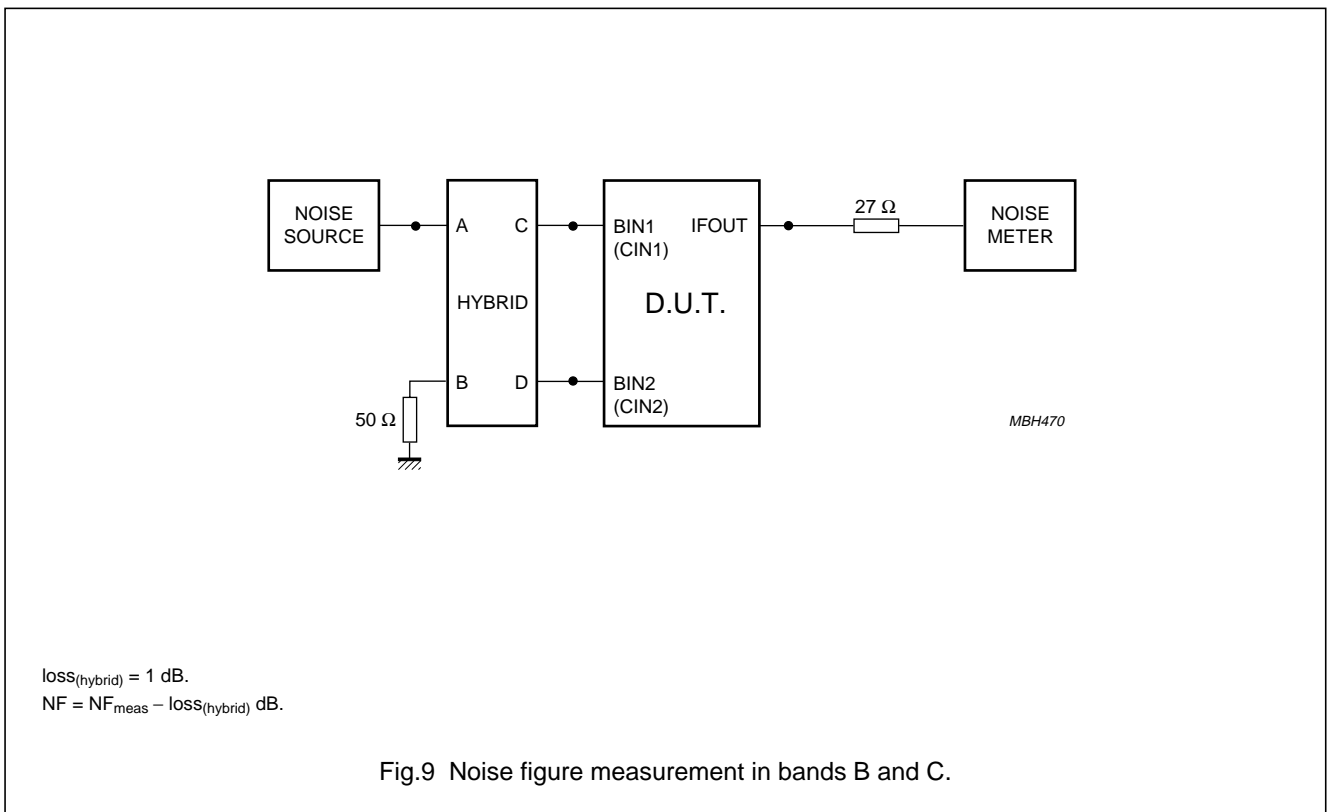 NOISE
SOURCE
A
C
BIN1
(CIN1)
IFOUT
27 Ω
NOISE
METER
HYBRID
D.U.T.
B
D
BIN2
(CIN2)
50 Ω
MBH470
loss(hybrid) = 1 dB.
NF = NFmeas − loss(hybrid) dB.
Fig.9 Noise figure measurement in bands B and C.